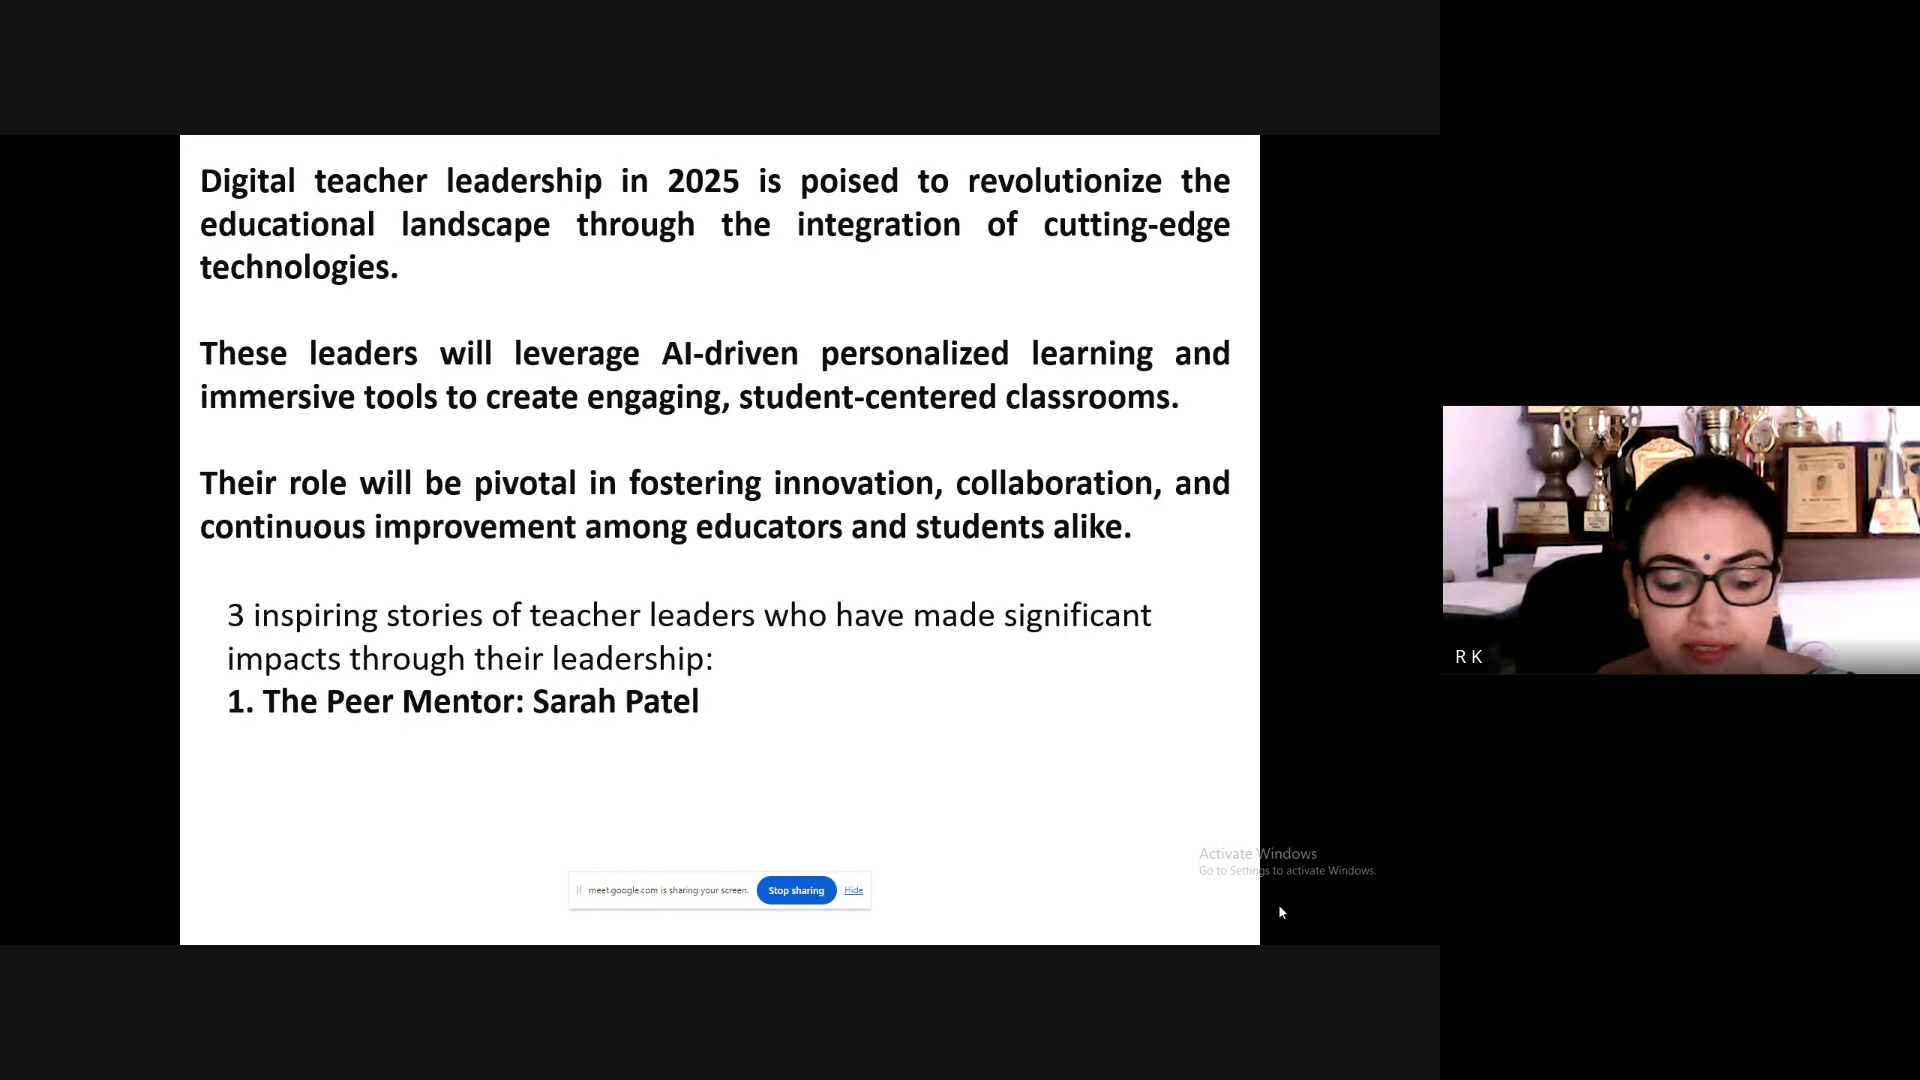 Digital teacher leadership in 2025 is poised to revolutionize the
educational landscape through the integration of cutting-edge
technologies.
These leaders will leverage AI-driven personalized learning and
immersive tools to create engaging, student-centered classrooms.
Their role will be pivotal in fostering innovation, collaboration, and
continuous improvement among educators and students alike.
3 inspiring stories of teacher leaders who have made significant
impacts through their leadership:
1. The Peer Mentor: Sarah Patel
Activate Windows
Go to Settings to activate Windows.
meet.google.com is sharing your screen.
Stop sharing
Hide
R K